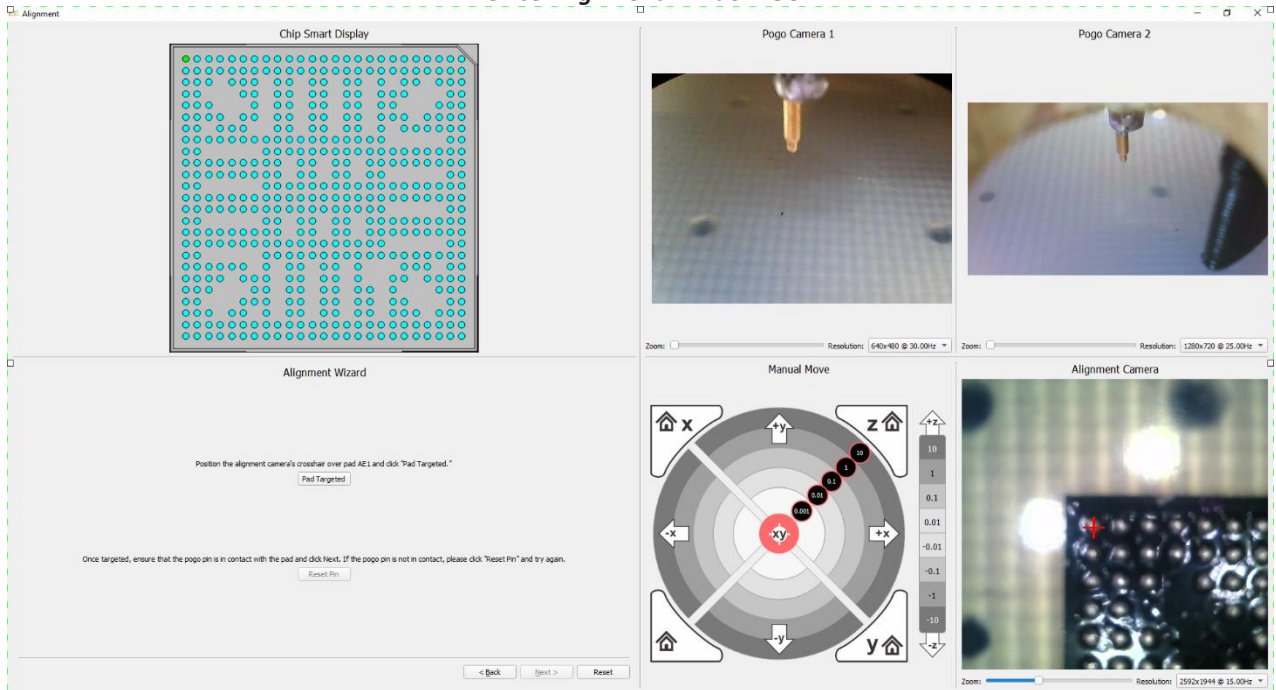 Alignment
Chip Smart Display
Pogo Camera 1
Pogo Camera 2
Zoom:
Resolution: 640x480 @ 30.00Hz
Zoom:
Resolution: 1280x720 @ 25.00Hz
Alignment Wizard
Position the alignment camera's crosshair over pad AE1 and click "Pad Targeted."
Pad Targeted
Once targeted, ensure that the pogo pin is in contact with the pad and click Next. If the pogo pin is not in contact, please click "Reset Pin" and try again.
Reset Pin
< Back
Next >
Reset
Manual Move
x
+y
z
10
1
0.1
0.01
0.001
-x
xy
+x
-y
y
+z
10
1
0.1
0.01
-0.01
-0.1
-1
-10
-z
Alignment Camera
Zoom:
Resolution: 2592x1944 @ 15.00Hz